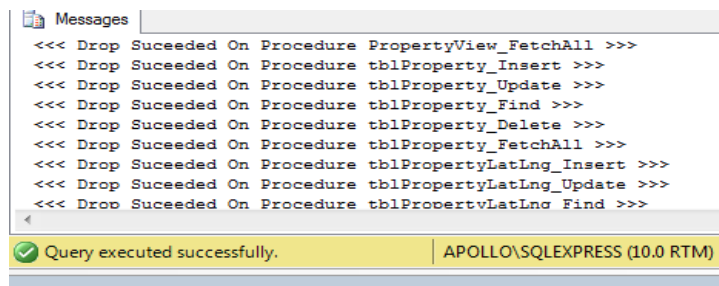 Messages
<<< Drop Suceeded On Procedure PropertyView_FetchAll >>>
<<< Drop Suceeded On Procedure tblProperty_Insert >>>
<<< Drop Suceeded On Procedure tblProperty_Update >>>
<<< Drop Suceeded On Procedure tblProperty_Find >>>
<<< Drop Suceeded On Procedure tblProperty_Delete >>>
<<< Drop Suceeded On Procedure tblProperty_FetchAll >>>
<<< Drop Suceeded On Procedure tblPropertyLatLng_Insert >>>
<<< Drop Suceeded On Procedure tblPropertyLatLng_Update >>>
<<< Drop Suceeded On Procedure tblPropertyLatLng_Find >>>
Query executed successfully. APOLLO\SQLEXPRESS (10.0 RTM)